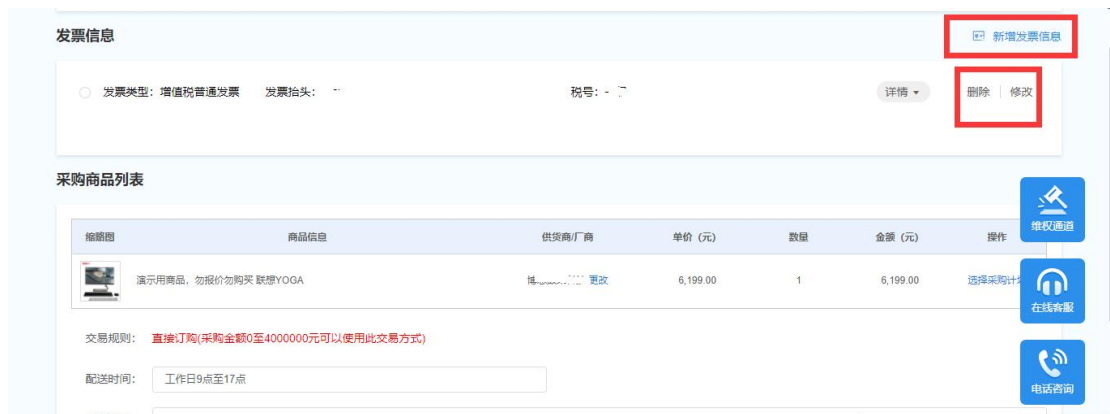 发票信息 新增发票信息
发票类型：增值税普通发票 发票抬头： 税号：- 详情 删除 修改
采购商品列表
缩略图 商品信息 供货商/厂商 单价（元） 数量 金额（元） 操作
演示用商品，勿报价勿购买 联想YOGA 更改 6,199.00 1 6,199.00 选择采购计
交易规则： 直接订购(采购金额0至4000000元可以使用此交易方式)
配送时间： 工作日9点至17点
维权通道
在线客服
电话咨询